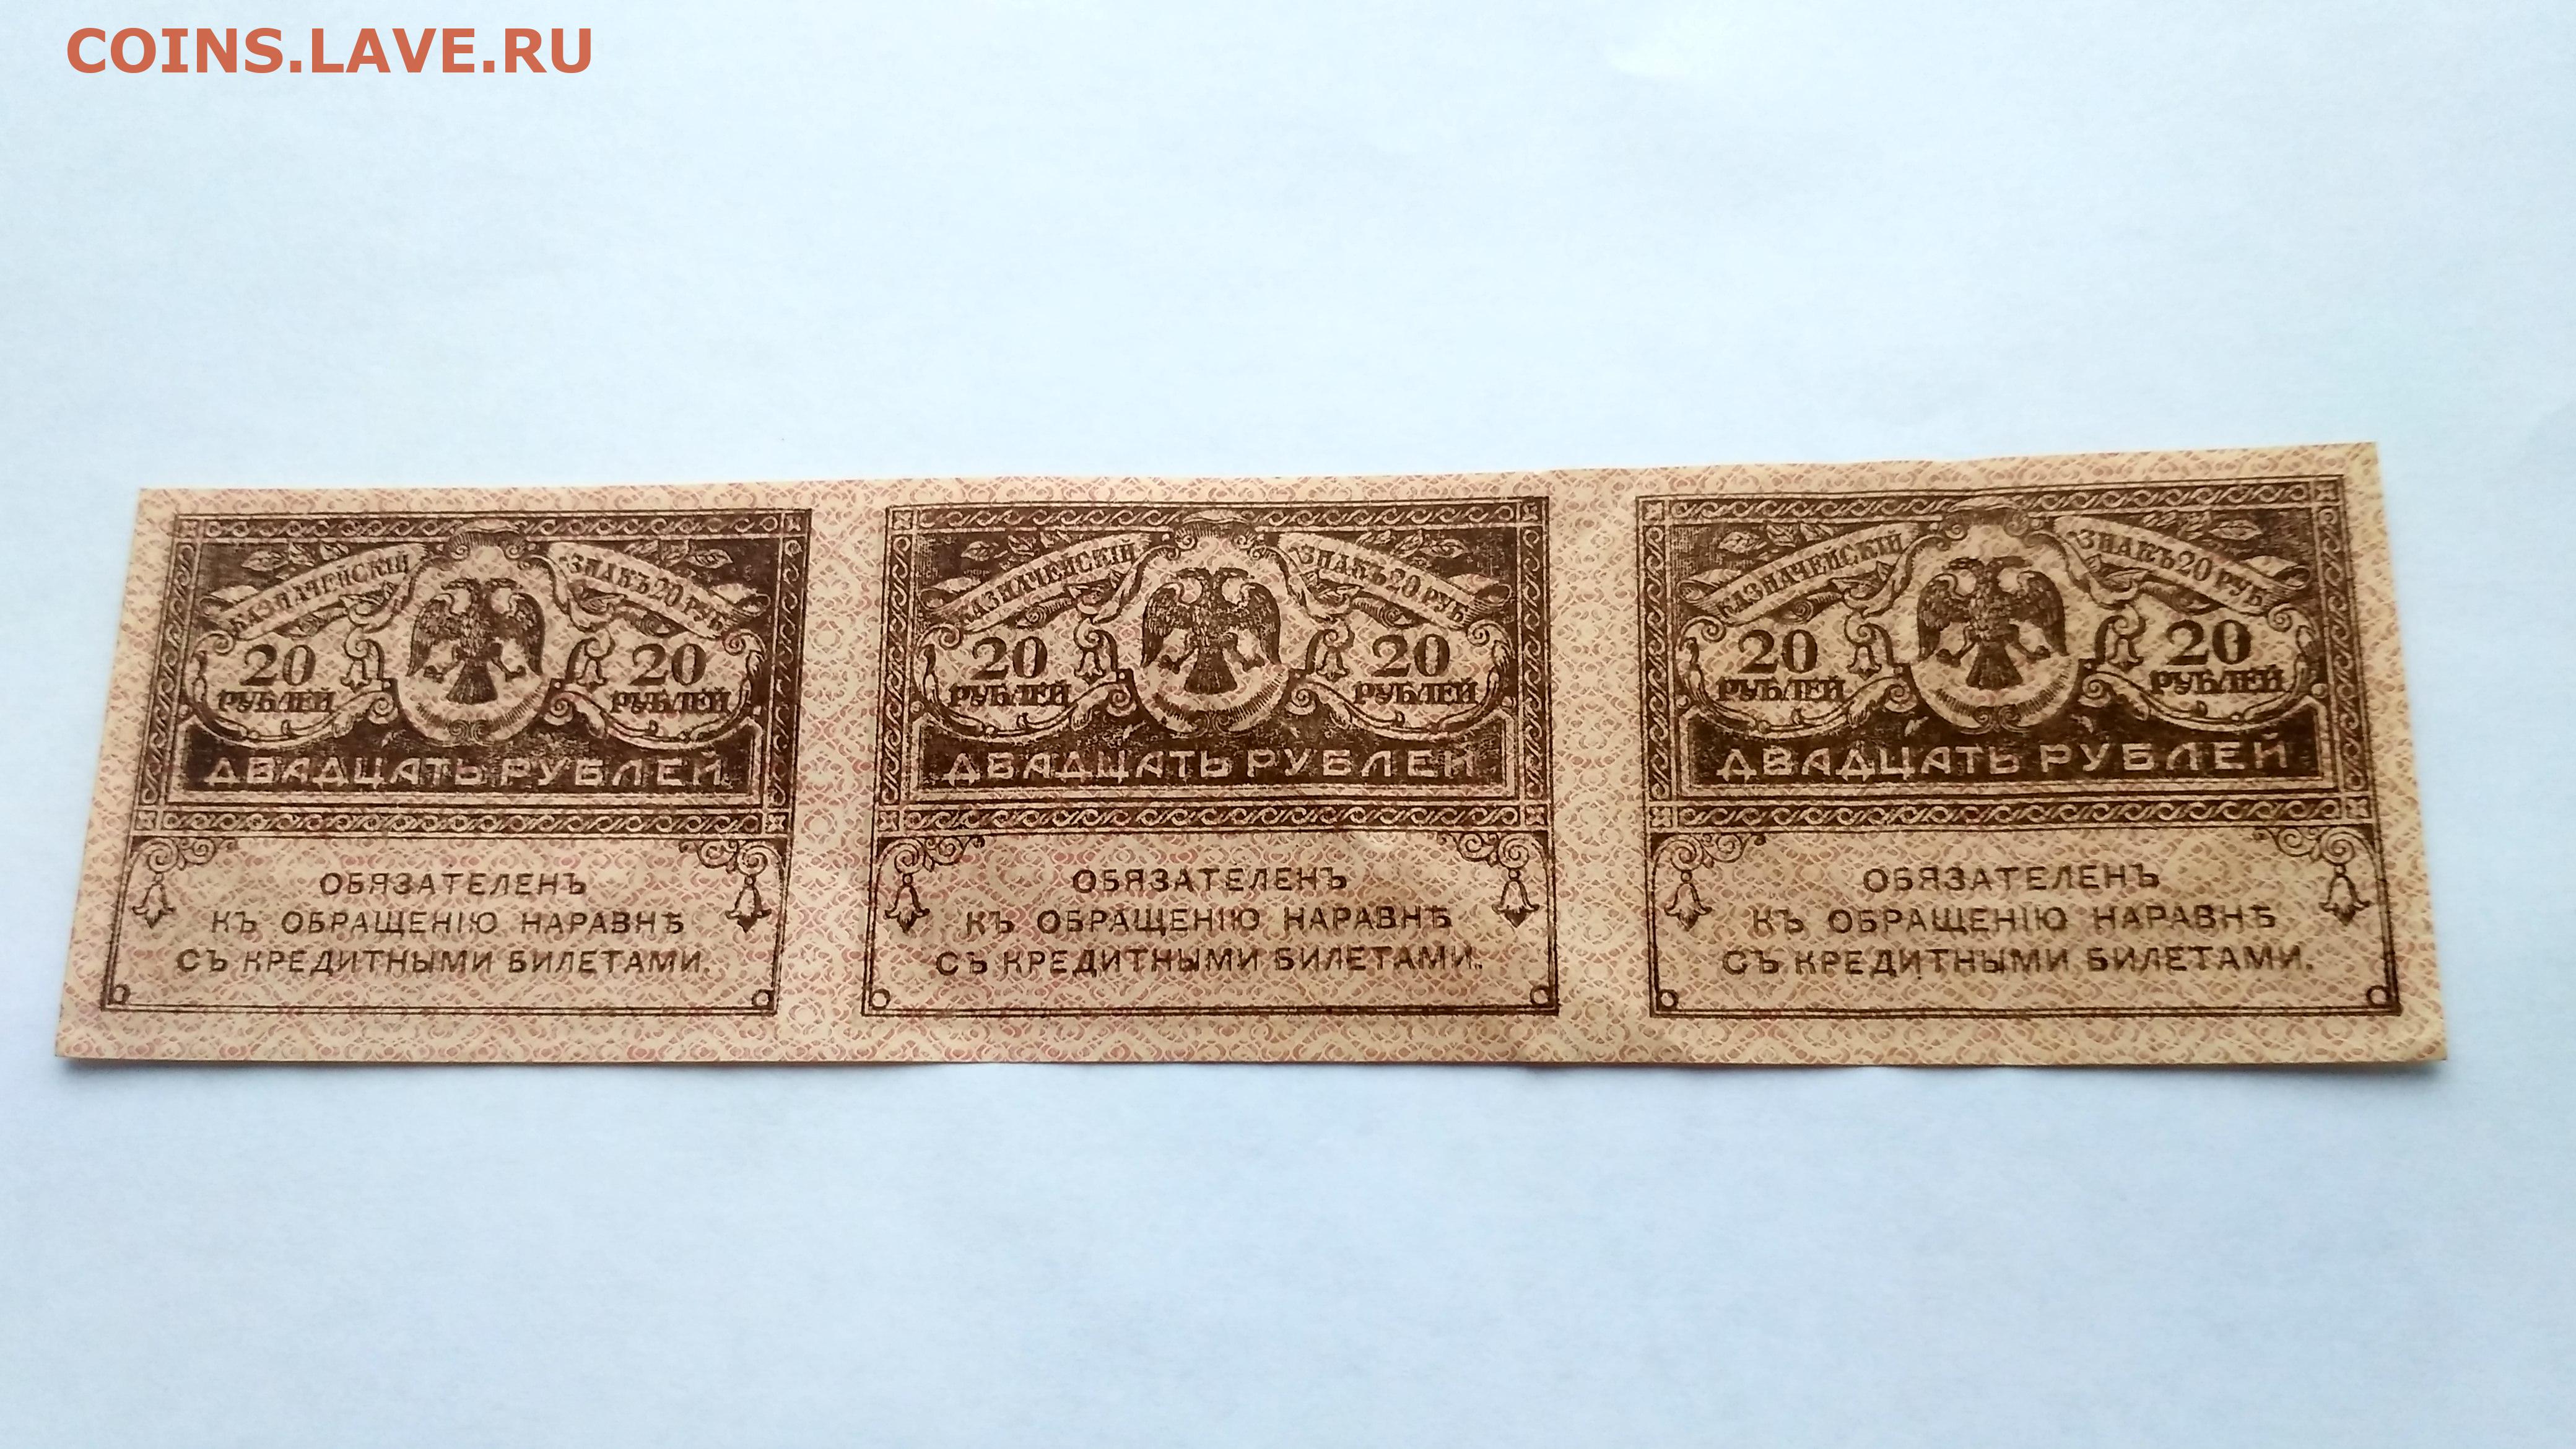 COINS.LAVE.RU
КАЗНАЧЕЙСКІЙ ЗНАКЪ 20 РУБ
20 20
РУБЛЕЙ РУБЛЕЙ
ДВАДЦАТЬ РУБЛЕЙ
ОБЯЗАТЕЛЕНЪ
КЪ ОБРАЩЕНІЮ НАРАВНѢ
СЪ КРЕДИТНЫМИ БИЛЕТАМИ.
КАЗНАЧЕЙСКІЙ ЗНАКЪ 20 РУБ
20 20
РУБЛЕЙ РУБЛЕЙ
ДВАДЦАТЬ РУБЛЕЙ
ОБЯЗАТЕЛЕНЪ
КЪ ОБРАЩЕНІЮ НАРАВНѢ
СЪ КРЕДИТНЫМИ БИЛЕТАМИ.
КАЗНАЧЕЙСКІЙ ЗНАКЪ 20 РУБ
20 20
РУБЛЕЙ РУБЛЕЙ
ДВАДЦАТЬ РУБЛЕЙ
ОБЯЗАТЕЛЕНЪ
КЪ ОБРАЩЕНІЮ НАРАВНѢ
СЪ КРЕДИТНЫМИ БИЛЕТАМИ.